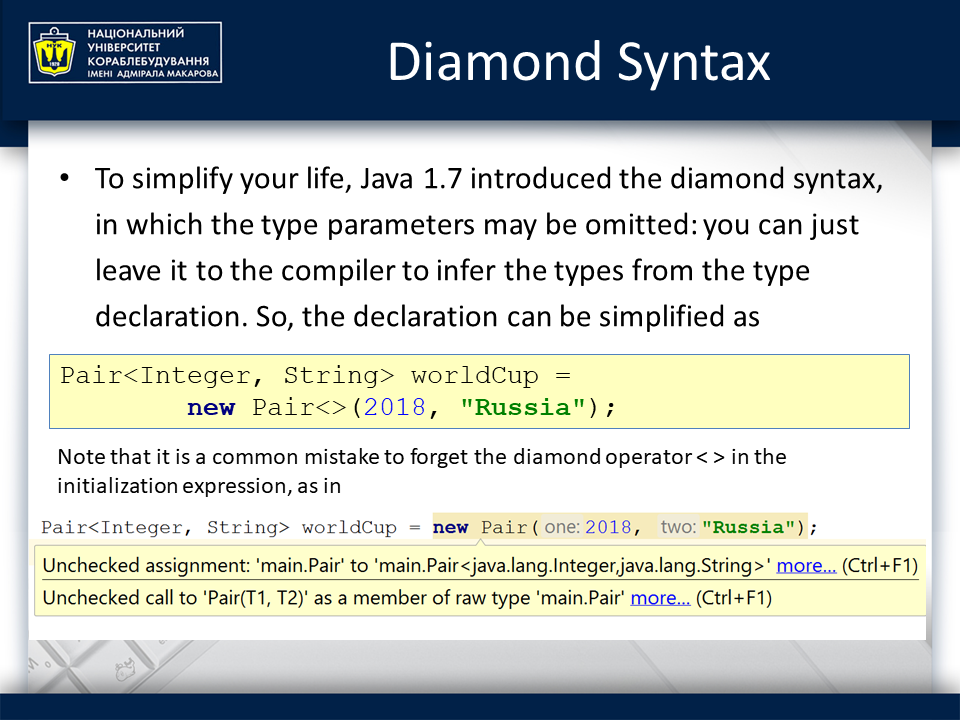 НАЦІОНАЛЬНИЙ
УНІВЕРСИТЕТ
КОРАБЛЕБУДУВАННЯ
ІМЕНІ АДМІРАЛА МАКАРОВА
НУК
1920
Diamond Syntax
• To simplify your life, Java 1.7 introduced the diamond syntax,
in which the type parameters may be omitted: you can just
leave it to the compiler to infer the types from the type
declaration. So, the declaration can be simplified as
Pair<Integer, String> worldCup =
new Pair<>(2018, "Russia");
Note that it is a common mistake to forget the diamond operator < > in the
initialization expression, as in
Pair<Integer, String> worldCup = new Pair( one: 2018, two: "Russia");
Unchecked assignment: 'main.Pair' to 'main.Pair<java.lang.Integer,java.lang.String>' more... (Ctrl+F1)
Unchecked call to 'Pair(T1, T2)' as a member of raw type 'main.Pair' more... (Ctrl+F1)